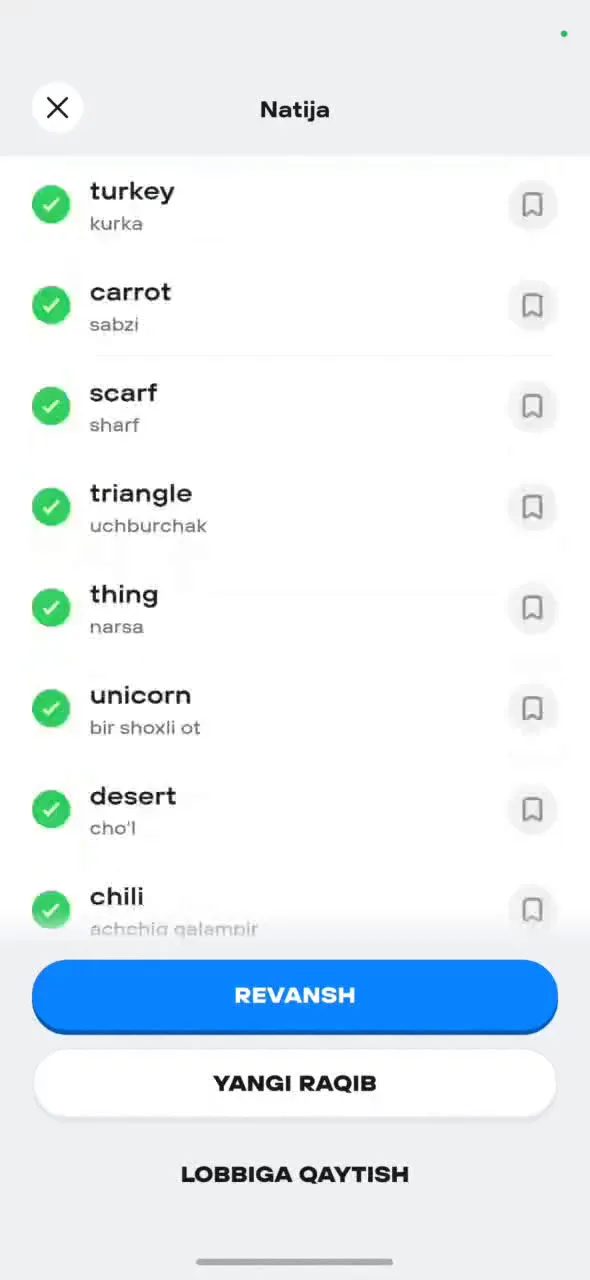 Natija
turkey
kurka
carrot
sabzi
scarf
sharf
triangle
uchburchak
thing
narsa
unicorn
bir shoxli ot
desert
cho'l
chili
achchiq qalampir
REVANSH
YANGI RAQIB
LOBBIGA QAYTISH